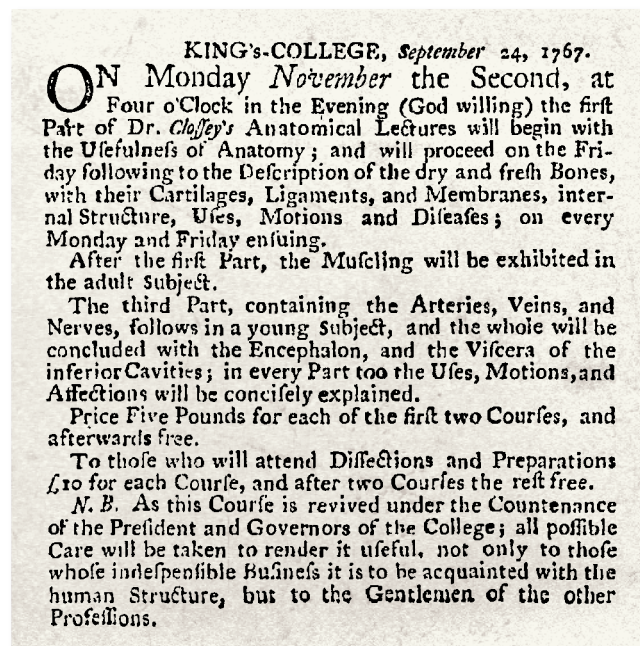 KING's-COLLEGE, September 24, 1767.
ON Monday November the Second, at
Four o'Clock in the Evening (God willing) the firſt
Part of Dr. Cloſſey's Anatomical Lectures will begin with
the Uſefulneſs of Anatomy; and will proceed on the Fri-
day following to the Deſcription of the dry and freſh Bones,
with their Cartilages, Ligaments, and Membranes, inter-
nal Structure, Uſes, Motions and Diſeaſes; on every
Monday and Friday enſuing.
After the firſt Part, the Muſcling will be exhibited in
the adult Subject.
The third Part, containing the Arteries, Veins, and
Nerves, follows in a young Subject, and the whole will be
concluded with the Encephalon, and the Viſcera of the
inferior Cavities; in every Part too the Uſes, Motions, and
Affections will be conciſely explained.
Price Five Pounds for each of the firſt two Courſes, and
afterwards free.
To thoſe who will attend Diſſections and Preparations
£10 for each Courſe, and after two Courſes the reſt free.
N. B. As this Courſe is revived under the Countenance
of the Preſident and Governors of the College; all poſſible
Care will be taken to render it uſeful, not only to thoſe
whoſe indeſpenſible Buſineſs it is to be acquainted with the
human Structure, but to the Gentlemen of the other
Profeſſions.